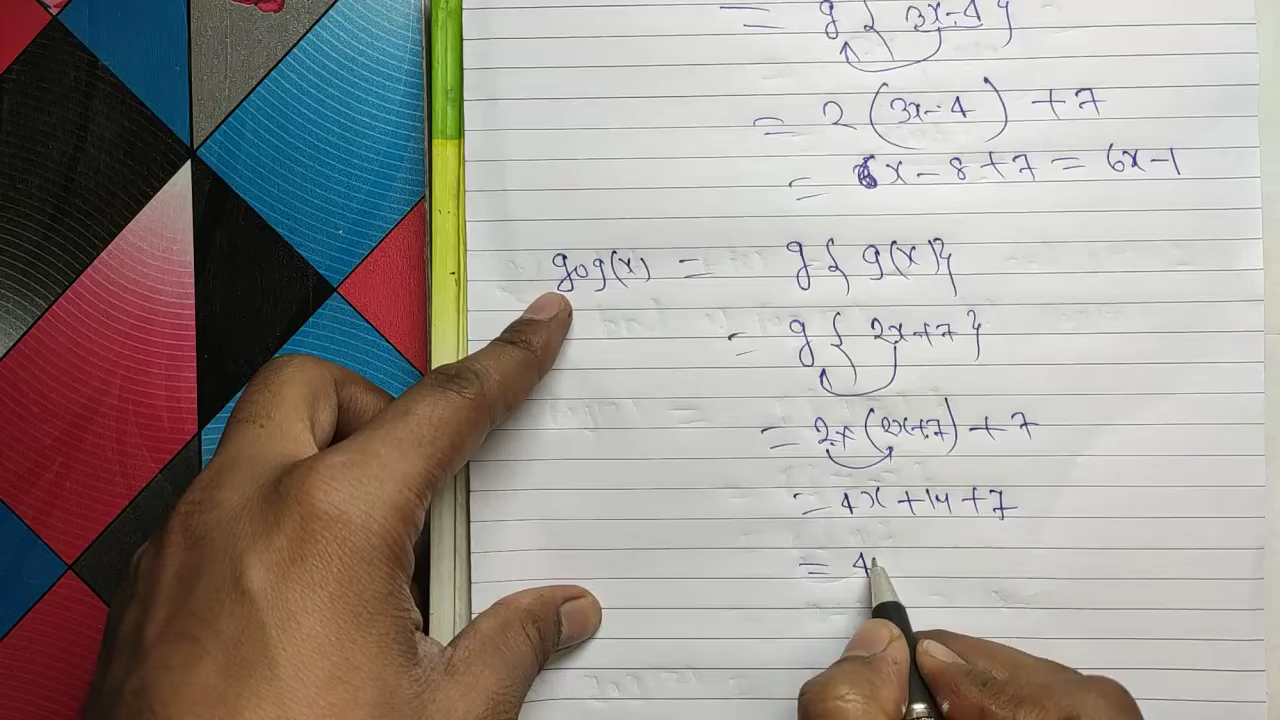 = g { 3x-4 }
= 2 (3x-4) +7
= 6x-8+7 = 6x-1
gog(x) = g{ g(x)}
= g{ 2x+7 }
= 2x(2x+7) +7
= 4x +14 +7
= 4